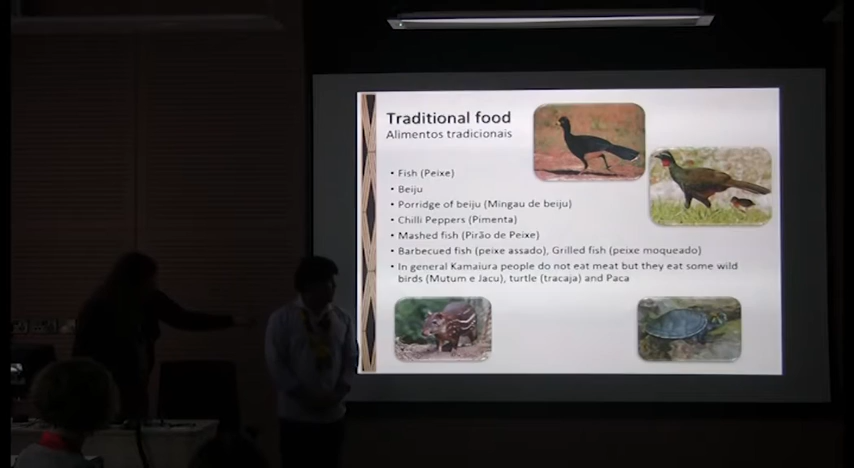 Traditional food
Alimentos tradicionais
• Fish (Peixe)
• Beiju
• Porridge of beiju (Mingau de beiju)
• Chilli Peppers (Pimenta)
• Mashed fish (Pirão de Peixe)
• Barbecued fish (peixe assado), Grilled fish (peixe moqueado)
• In general Kamaiura people do not eat meat but they eat some wild
birds (Mutum e Jacu), turtle (tracaja) and Paca